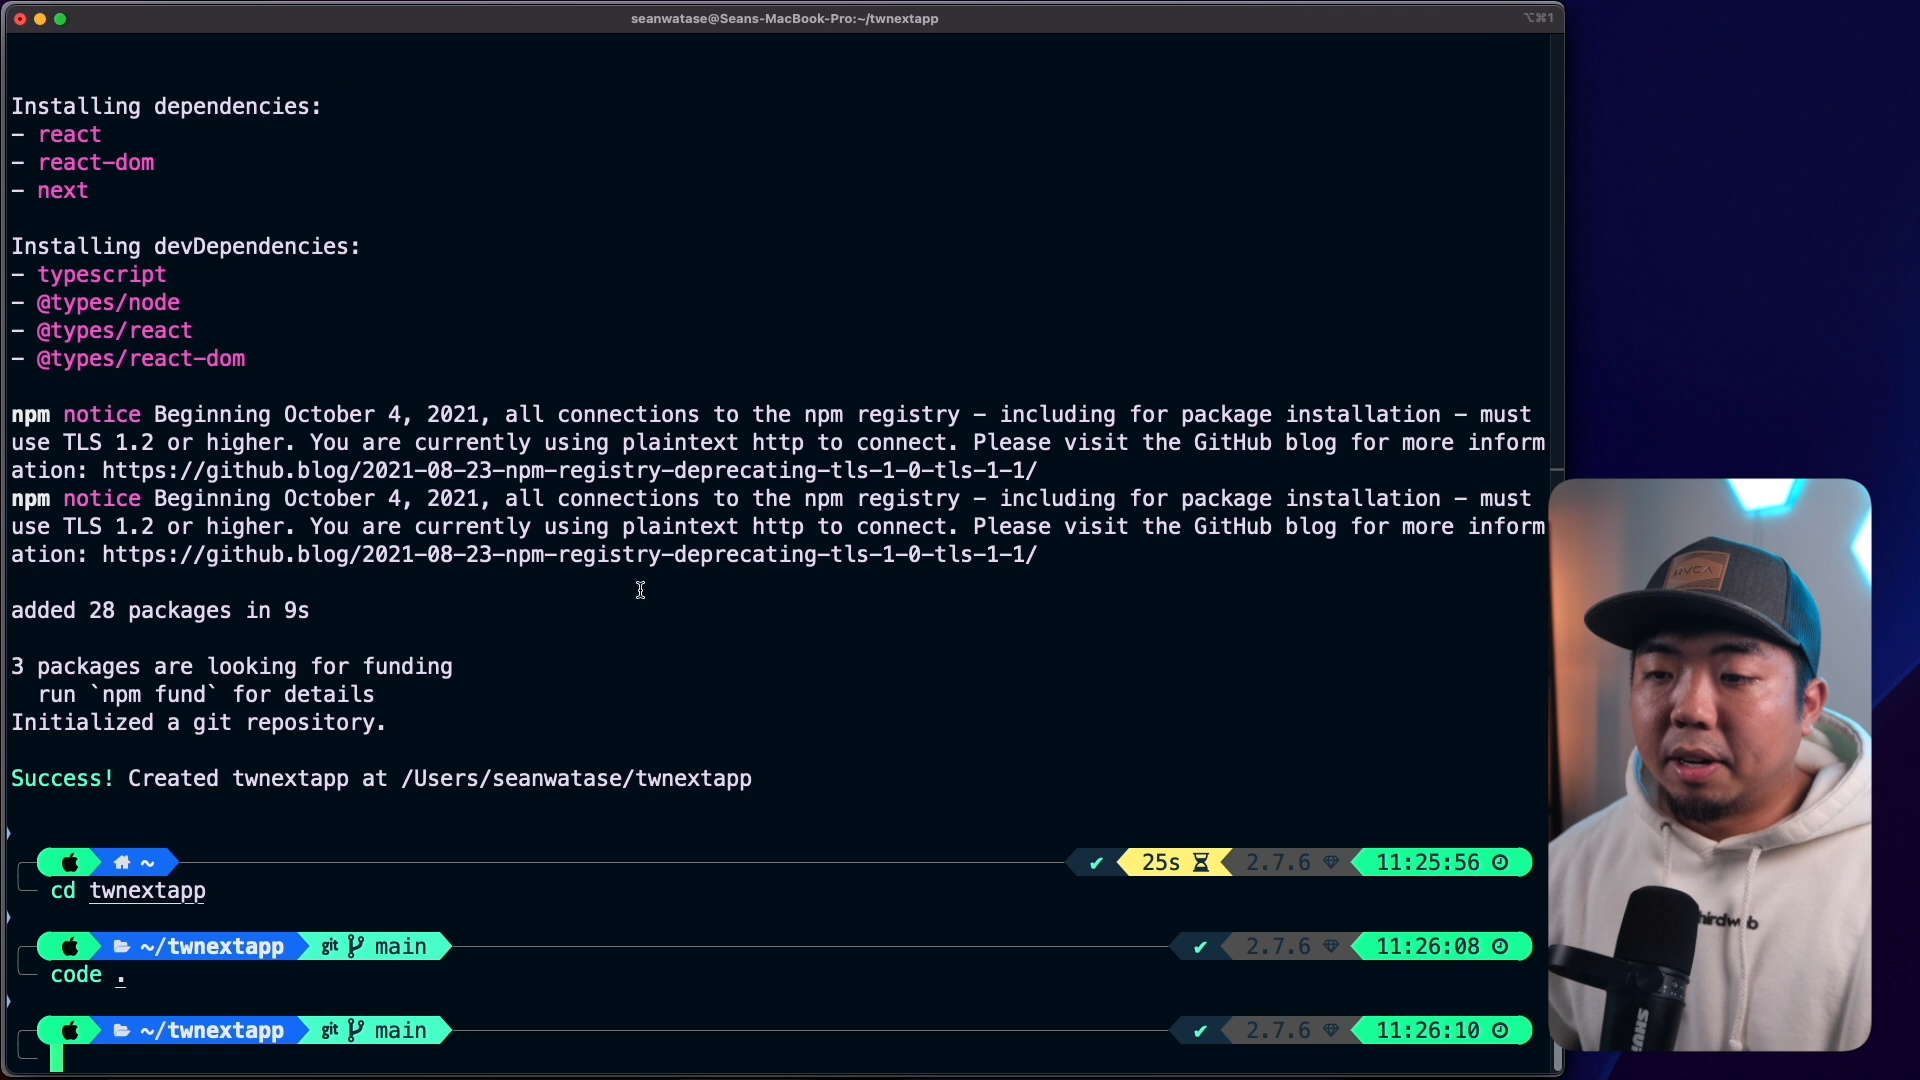 seanwatase@Seans-MacBook-Pro:~/twnextapp
⌥⌘1
Installing dependencies:
- react
- react-dom
- next
Installing devDependencies:
- typescript
- @types/node
- @types/react
- @types/react-dom
npm notice Beginning October 4, 2021, all connections to the npm registry - including for package installation - must
use TLS 1.2 or higher. You are currently using plaintext http to connect. Please visit the GitHub blog for more inform
ation: https://github.blog/2021-08-23-npm-registry-deprecating-tls-1-0-tls-1-1/
npm notice Beginning October 4, 2021, all connections to the npm registry - including for package installation - must
use TLS 1.2 or higher. You are currently using plaintext http to connect. Please visit the GitHub blog for more inform
ation: https://github.blog/2021-08-23-npm-registry-deprecating-tls-1-0-tls-1-1/
added 28 packages in 9s
3 packages are looking for funding
run `npm fund` for details
Initialized a git repository.
Success! Created twnextapp at /Users/seanwatase/twnextapp
~ ✔ 25s 2.7.6 11:25:56
cd twnextapp
~/twnextapp git main ✔ 2.7.6 11:26:08
code .
~/twnextapp git main ✔ 2.7.6 11:26:10
RVCA
hirdweb
SHU